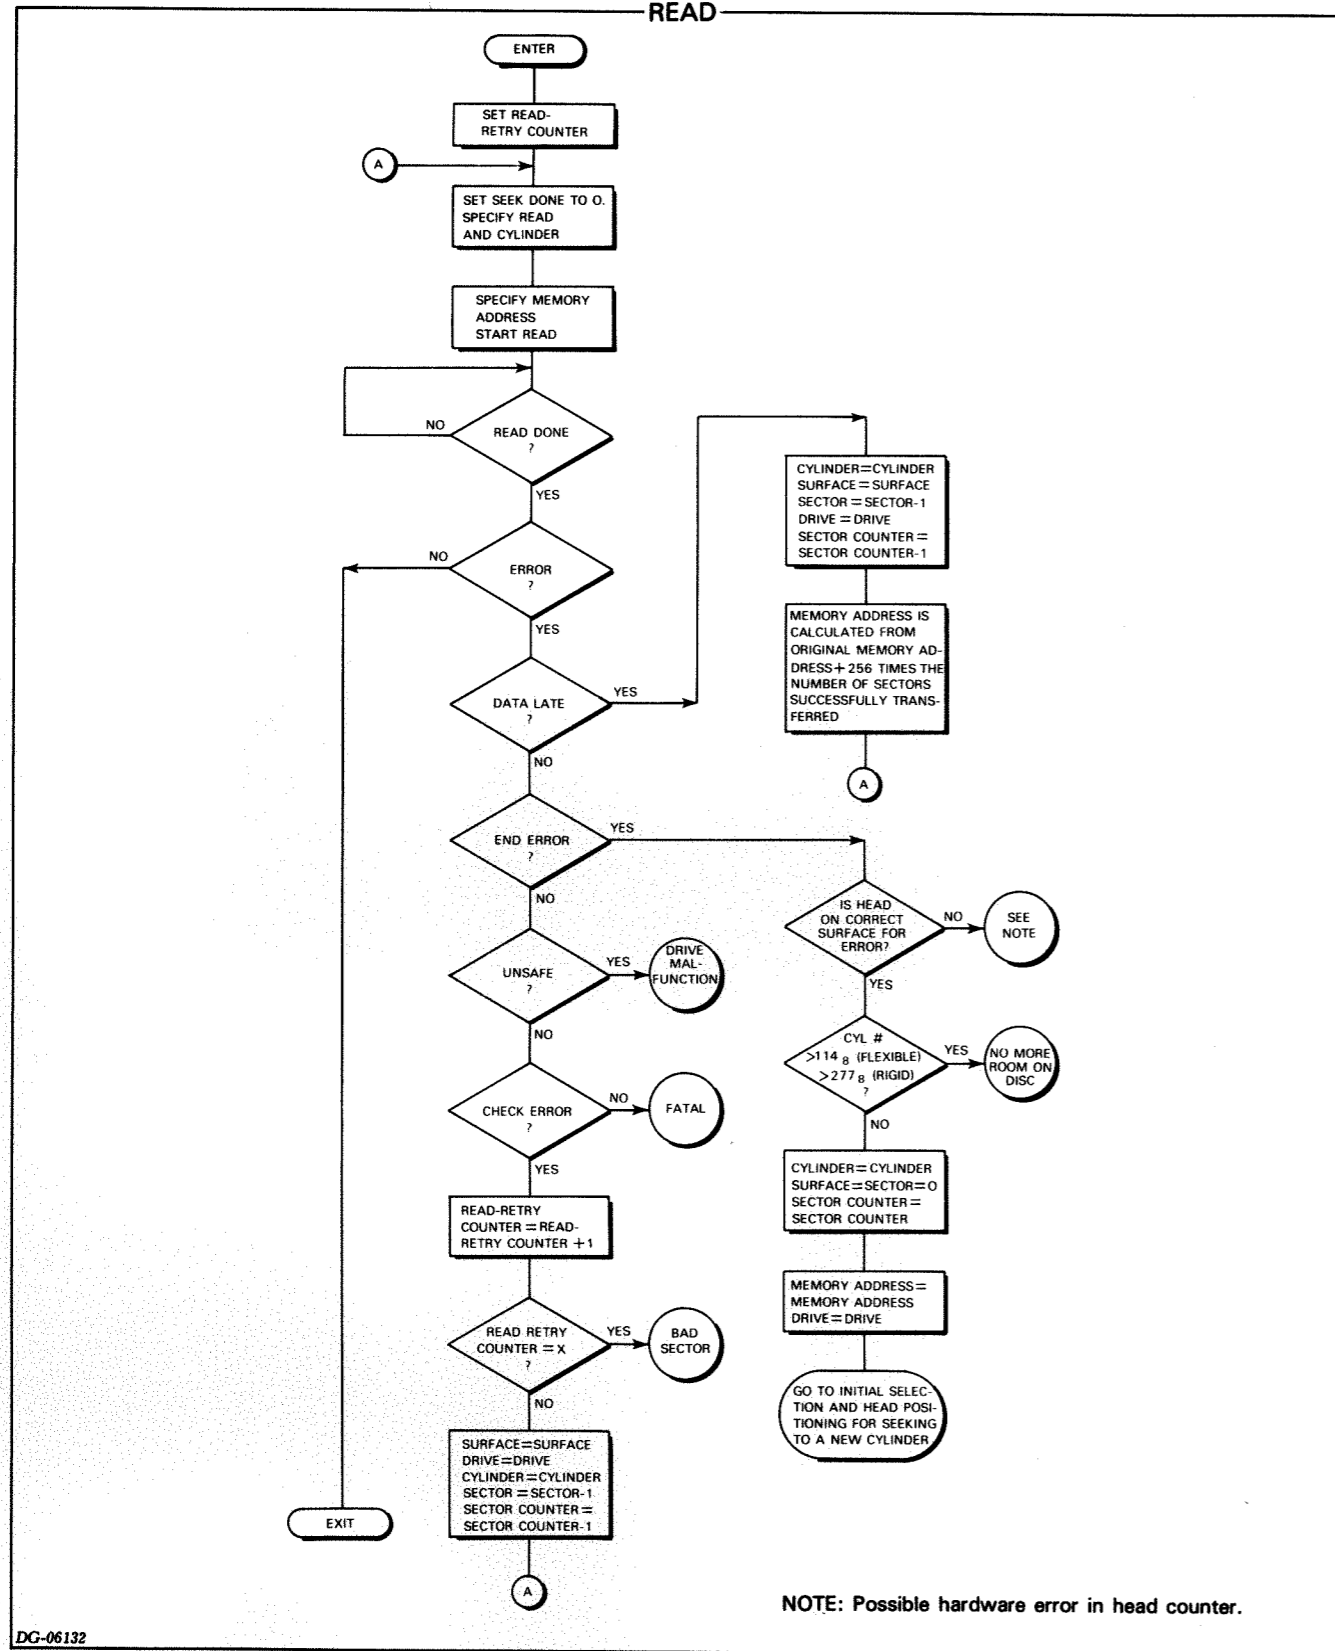 READ
ENTER
SET READ-
RETRY COUNTER
A
SET SEEK DONE TO 0.
SPECIFY READ
AND CYLINDER
SPECIFY MEMORY
ADDRESS
START READ
NO
READ DONE
?
YES
NO
ERROR
?
YES
DATA LATE
?
YES
NO
CYLINDER=CYLINDER
SURFACE=SURFACE
SECTOR=SECTOR-1
DRIVE=DRIVE
SECTOR COUNTER=
SECTOR COUNTER-1
MEMORY ADDRESS IS
CALCULATED FROM
ORIGINAL MEMORY AD-
DRESS+256 TIMES THE
NUMBER OF SECTORS
SUCCESSFULLY TRANS-
FERRED
A
END ERROR
?
YES
NO
IS HEAD
ON CORRECT
SURFACE FOR
ERROR?
NO
SEE
NOTE
YES
UNSAFE
?
YES
DRIVE
MAL-
FUNCTION
NO
CYL #
>114₈ (FLEXIBLE)
>277₈ (RIGID)
?
YES
NO MORE
ROOM ON
DISC
NO
CHECK ERROR
?
NO
FATAL
YES
CYLINDER=CYLINDER
SURFACE=SECTOR=0
SECTOR COUNTER=
SECTOR COUNTER
READ-RETRY
COUNTER=READ-
RETRY COUNTER +1
MEMORY ADDRESS=
MEMORY ADDRESS
DRIVE=DRIVE
READ RETRY
COUNTER=X
?
YES
BAD
SECTOR
NO
GO TO INITIAL SELEC-
TION AND HEAD POSI-
TIONING FOR SEEKING
TO A NEW CYLINDER
SURFACE=SURFACE
DRIVE=DRIVE
CYLINDER=CYLINDER
SECTOR=SECTOR-1
SECTOR COUNTER=
SECTOR COUNTER-1
EXIT
A
NOTE: Possible hardware error in head counter.
DG-06132